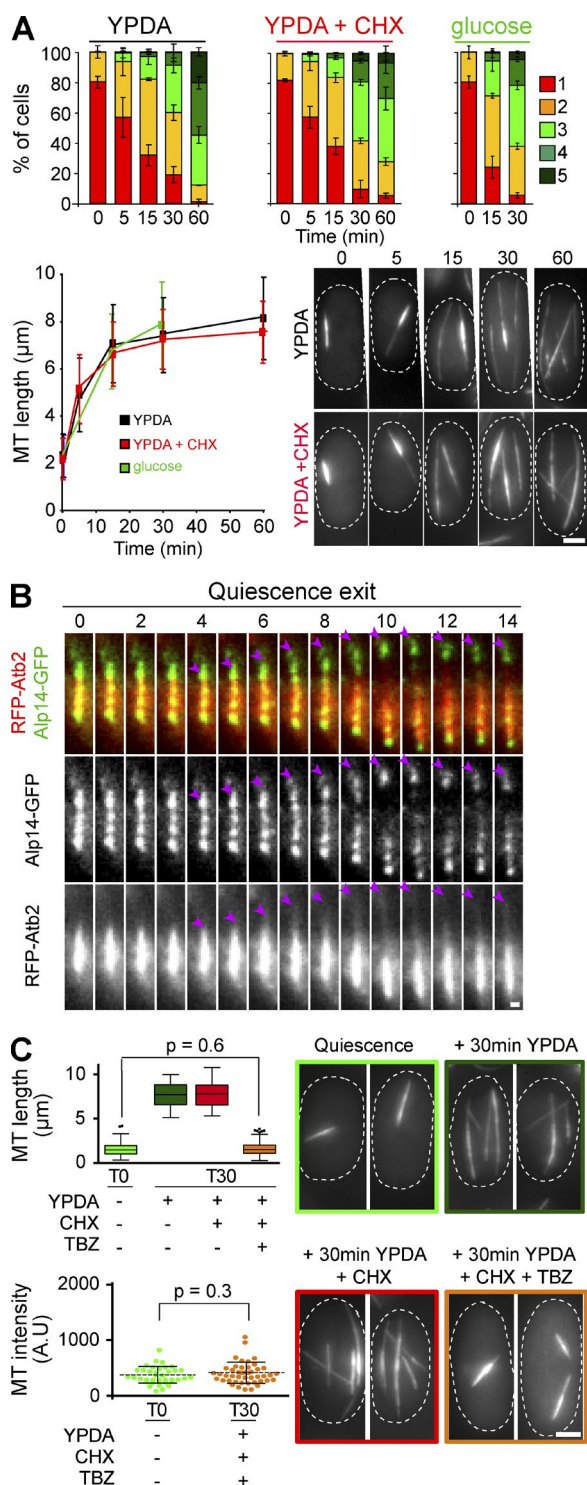 A
YPDA
YPDA + CHX
glucose
% of cells
100
80
60
40
20
0
0 5 15 30 60
0 5 15 30 60
0 15 30
Time (min)
1
2
3
4
5
MT length (µm)
10
8
6
4
2
0
0 10 20 30 40 50 60
Time (min)
YPDA
YPDA + CHX
glucose
0 5 15 30 60
YPDA
YPDA +CHX
B
Quiescence exit
0 2 4 6 8 10 12 14
RFP-Atb2
Alp14-GFP
Alp14-GFP
RFP-Atb2
C
p = 0.6
MT length
(µm)
10
5
0
T0 T30
YPDA - + + +
CHX - - + +
TBZ - - - +
Quiescence
+ 30min YPDA
p = 0.3
MT intensity
(A.U)
2000
1000
0
T0 T30
YPDA - +
CHX - +
TBZ - +
+ 30min YPDA
+ CHX
+ 30min YPDA
+ CHX + TBZ